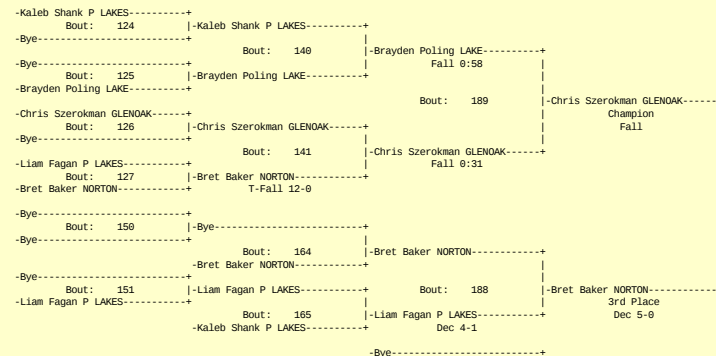 -Kaleb Shank P LAKES----------+
Bout: 124 |-Kaleb Shank P LAKES----------+
-Bye--------------------------+ |
Bout: 140 |-Brayden Poling LAKE----------+
-Bye--------------------------+ | Fall 0:58 |
Bout: 125 |-Brayden Poling LAKE----------+ |
-Brayden Poling LAKE----------+ |
Bout: 189 |-Chris Szerokman GLENOAK------
-Chris Szerokman GLENOAK------+ | Champion
Bout: 126 |-Chris Szerokman GLENOAK------+ | Fall
-Bye--------------------------+ | |
Bout: 141 |-Chris Szerokman GLENOAK------+
-Liam Fagan P LAKES-----------+ | Fall 0:31
Bout: 127 |-Bret Baker NORTON------------+
-Bret Baker NORTON------------+ T-Fall 12-0
-Bye--------------------------+
Bout: 150 |-Bye--------------------------+
-Bye--------------------------+ |
Bout: 164 |-Bret Baker NORTON------------+
-Bret Baker NORTON------------+ |
-Bye--------------------------+ |
Bout: 151 |-Liam Fagan P LAKES-----------+ Bout: 188 |-Bret Baker NORTON------------
-Liam Fagan P LAKES-----------+ | | 3rd Place
Bout: 165 |-Liam Fagan P LAKES-----------+ Dec 5-0
-Kaleb Shank P LAKES----------+ Dec 4-1
-Bye--------------------------+